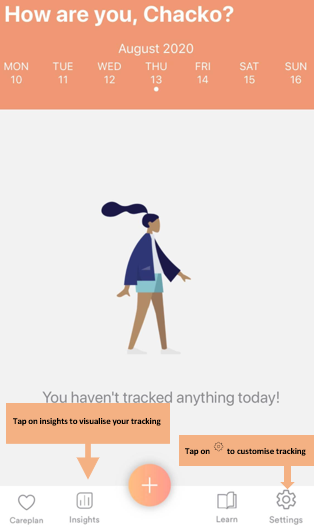 How are you, Chacko?
August 2020
MON TUE WED THU FRI SAT SUN
10 11 12 13 14 15 16
You haven't tracked anything today!
Tap on insights to visualise your tracking
Tap on to customise tracking
Careplan Insights Learn Settings